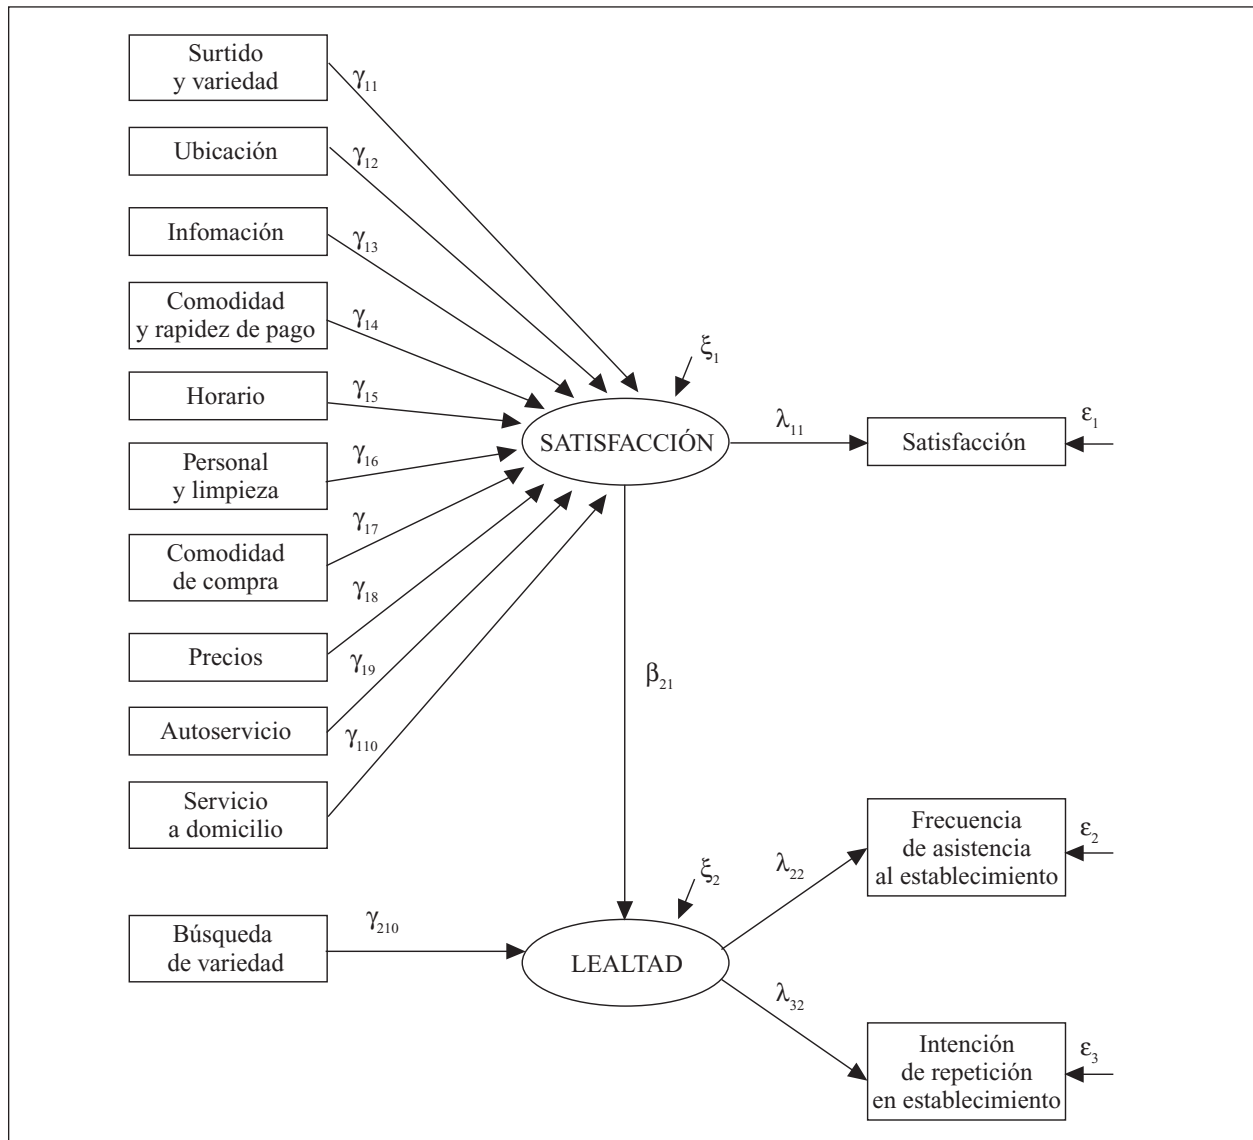 Surtido
y variedad
γ11
Ubicación
γ12
Infomación
γ13
Comodidad
y rapidez de pago
γ14
Horario
γ15
Personal
y limpieza
γ16
Comodidad
de compra
γ17
Precios
γ18
Autoservicio
γ19
Servicio
a domicilio
γ110
ξ1
SATISFACCIÓN
λ11
Satisfacción
ε1
β21
Búsqueda
de variedad
γ210
ξ2
LEALTAD
λ22
Frecuencia
de asistencia
al establecimiento
ε2
λ32
Intención
de repetición
en establecimiento
ε3